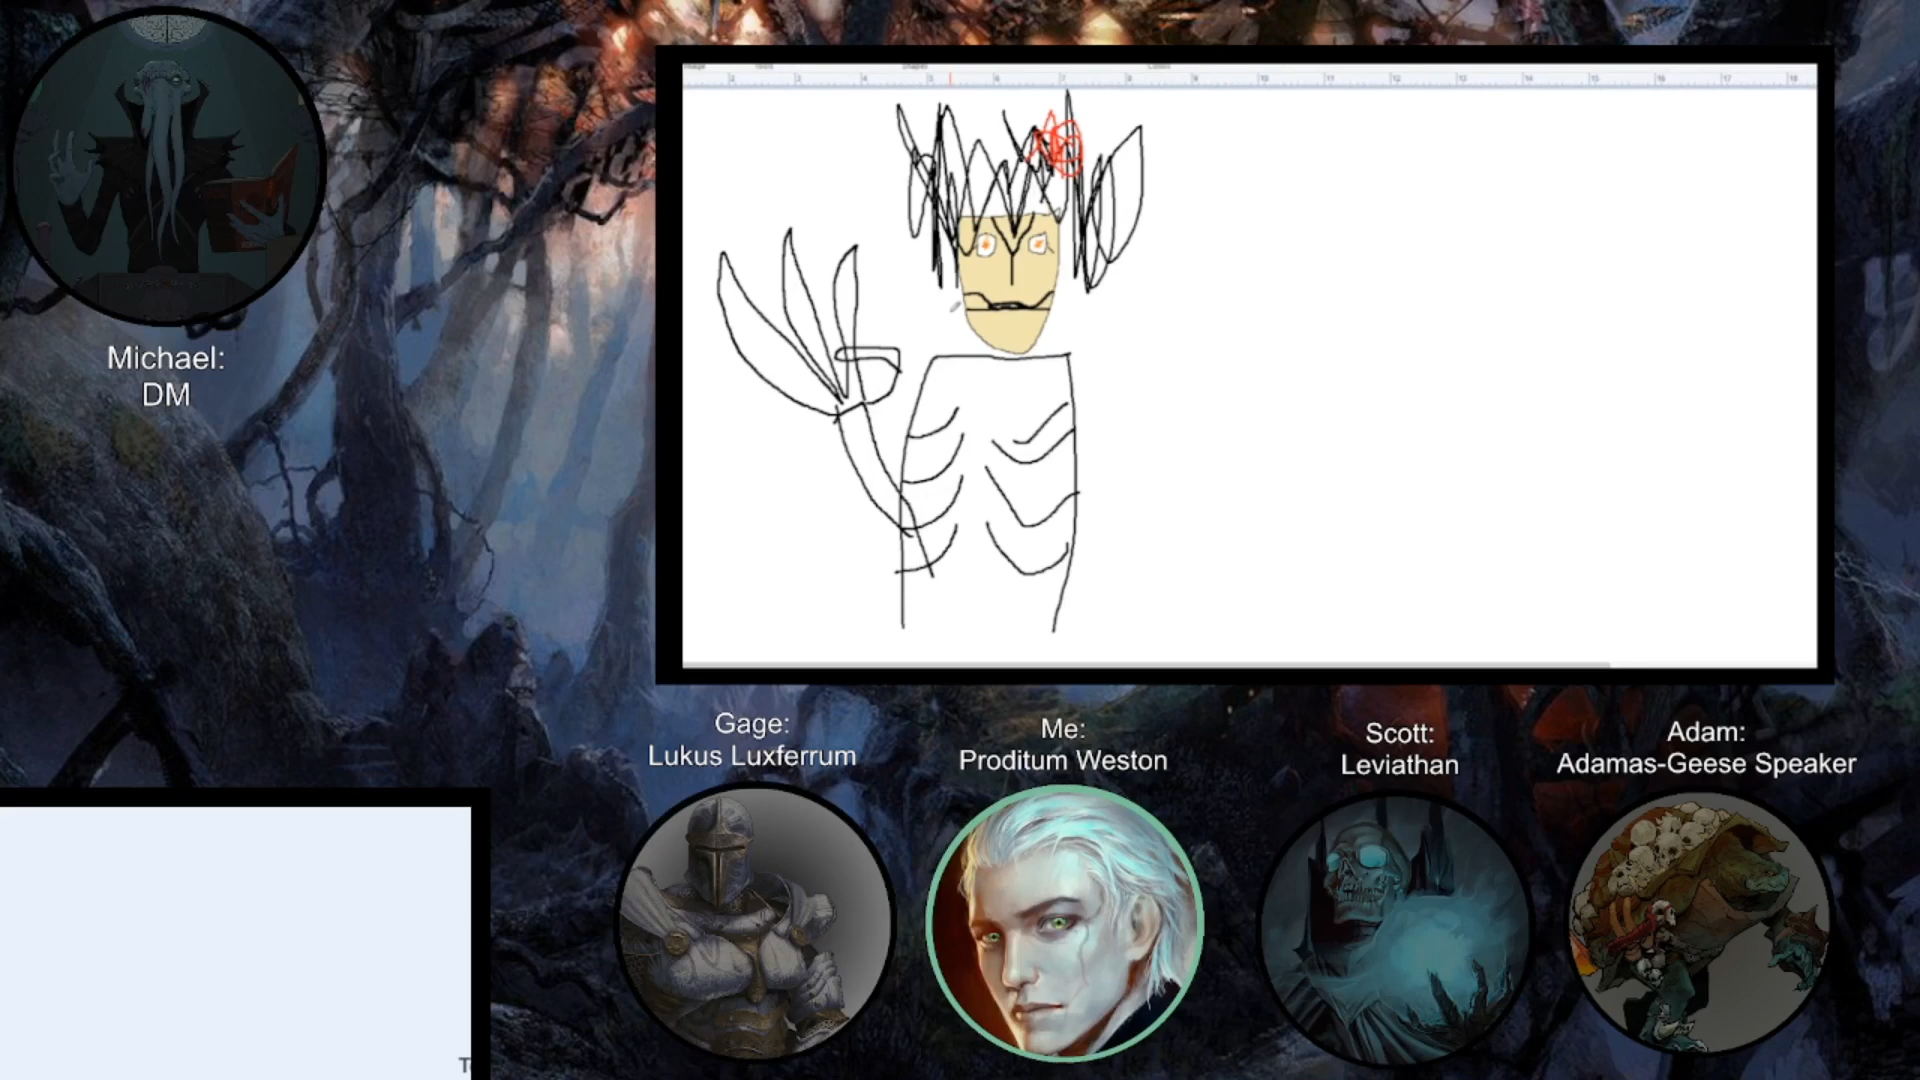 Michael:
DM
Gage:
Lukus Luxferrum
Me:
Proditum Weston
Scott:
Leviathan
Adam:
Adamas-Geese Speaker